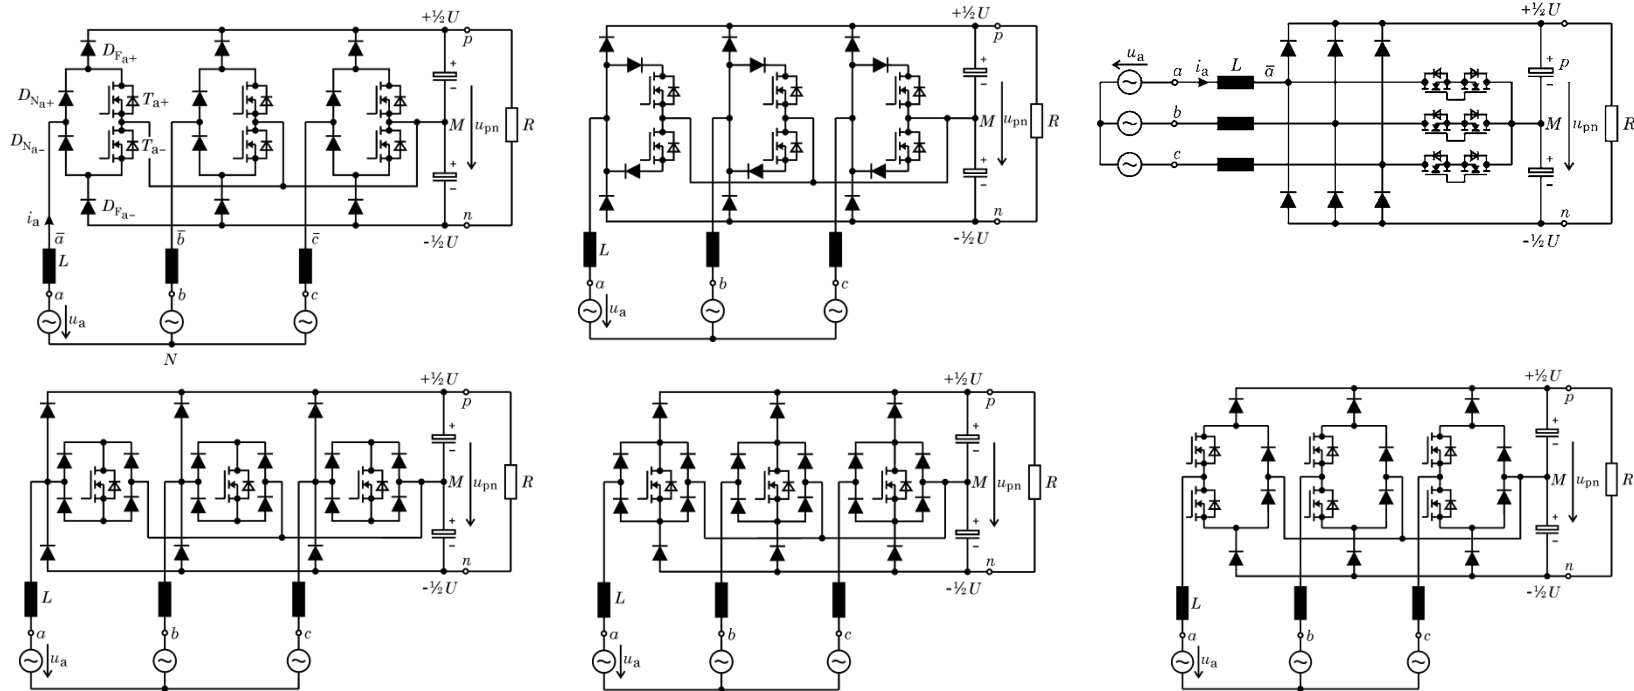 +½U
p
D_Fa+
D_Na+
T_a+
+
−
D_Na−
T_a−
M
u_pn
R
+
−
D_Fa−
n
i_a
-½U
a̅
b̅
c̅
L
a
b
c
u_a
N
+½U
p
+
−
M
u_pn
R
+
−
n
-½U
L
a
b
c
u_a
+½U
u_a
p
a
i_a
L
a̅
+
−
b
M
u_pn
R
c
+
−
n
-½U
+½U
p
+
−
M
u_pn
R
+
−
n
-½U
L
a
b
c
u_a
+½U
p
+
−
M
u_pn
R
+
−
n
-½U
L
a
b
c
u_a
+½U
p
+
−
M
u_pn
R
+
−
n
-½U
L
a
b
c
u_a